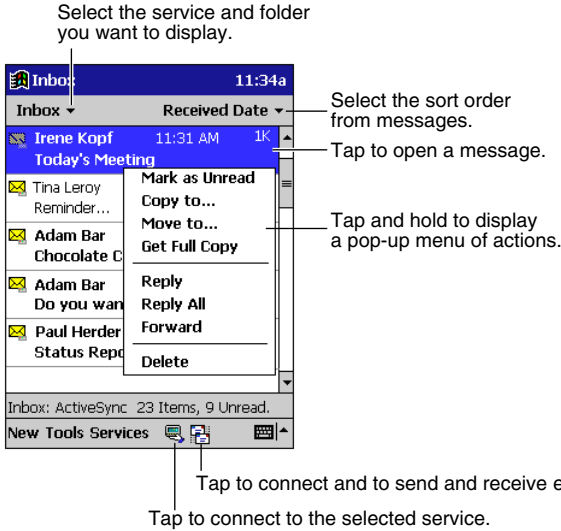 Select the service and folder
you want to display.
Inbox 11:34a
Inbox Received Date
Select the sort order
from messages.
Irene Kopf 11:31 AM 1K
Today's Meeting
Tap to open a message.
Tina Leroy
Reminder...
Adam Bar
Chocolate C
Adam Bar
Do you wan
Paul Herder
Status Repo
Mark as Unread
Copy to...
Move to...
Get Full Copy
Reply
Reply All
Forward
Delete
Tap and hold to display
a pop-up menu of actions.
Inbox: ActiveSync 23 Items, 9 Unread.
New Tools Services
Tap to connect and to send and receive e
Tap to connect to the selected service.